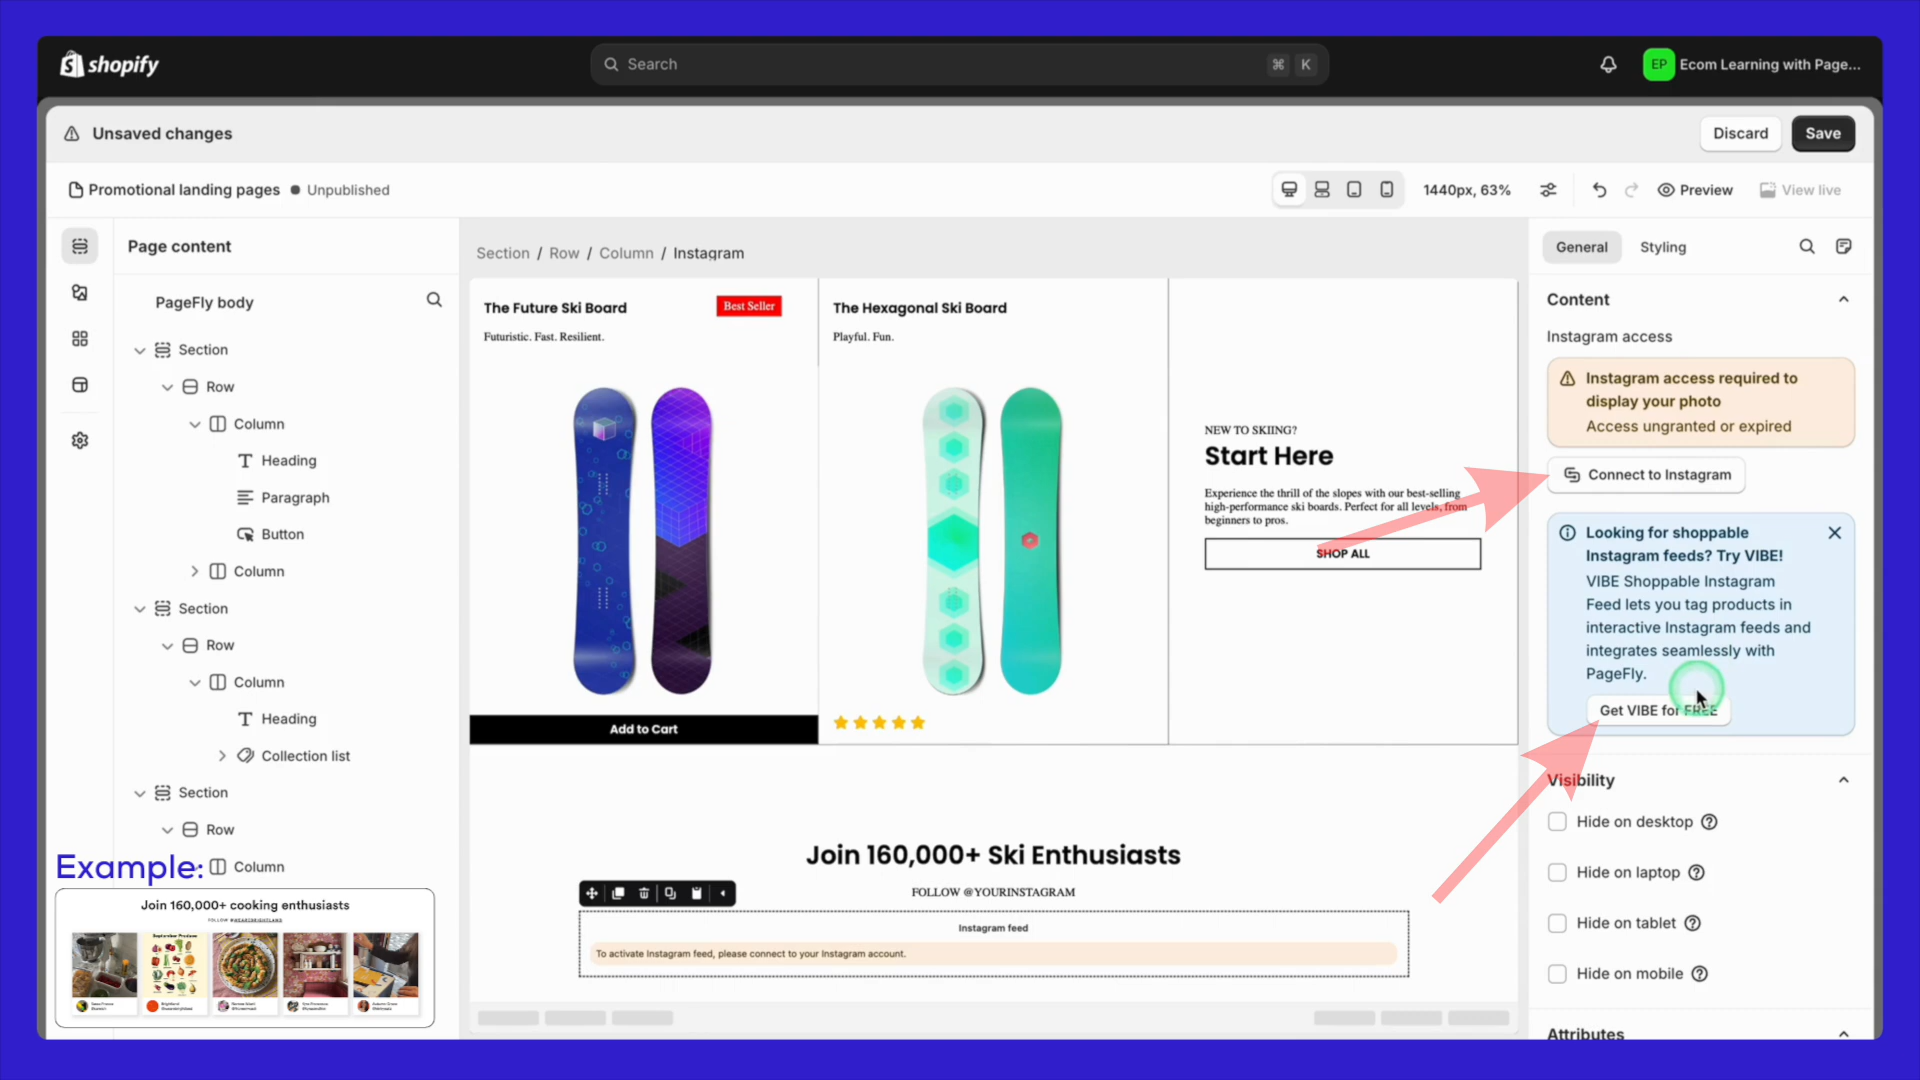 shopify
Search
⌘ K
EP
Ecom Learning with Page...
Unsaved changes
Discard
Save
Promotional landing pages
Unpublished
1440px, 63%
Preview
View live
Page content
PageFly body
Section
Row
Column
Heading
Paragraph
Button
Column
Section
Row
Column
Heading
Collection list
Section
Row
Column
Example:
Join 160,000+ cooking enthusiasts
September Produce
Section / Row / Column / Instagram
The Future Ski Board
Best Seller
Futuristic. Fast. Resilient.
Add to Cart
The Hexagonal Ski Board
Playful. Fun.
NEW TO SKIING?
Start Here
Experience the thrill of the slopes with our best-selling
high-performance ski boards. Perfect for all levels, from
beginners to pros.
SHOP ALL
Join 160,000+ Ski Enthusiasts
FOLLOW @YOURINSTAGRAM
Instagram feed
To activate Instagram feed, please connect to your Instagram account.
General
Styling
Content
Instagram access
Instagram access required to
display your photo
Access ungranted or expired
Connect to Instagram
Looking for shoppable
Instagram feeds? Try VIBE!
VIBE Shoppable Instagram
Feed lets you tag products in
interactive Instagram feeds and
integrates seamlessly with
PageFly.
Get VIBE for FREE
Visibility
Hide on desktop
Hide on laptop
Hide on tablet
Hide on mobile
Attributes